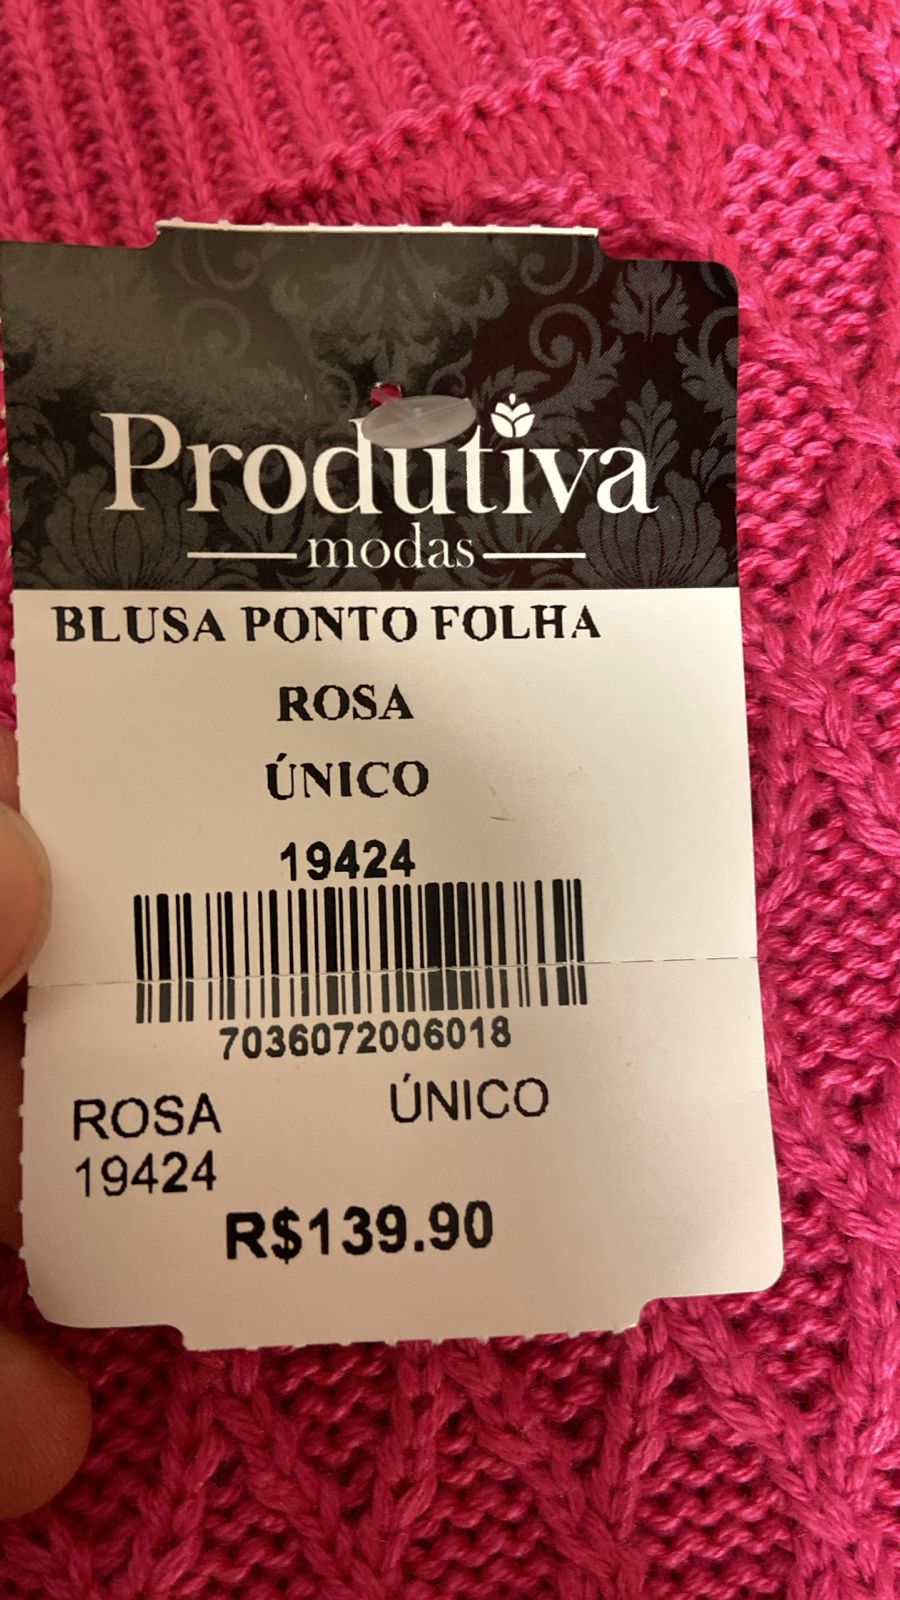 Produtiva
modas
BLUSA PONTO FOLHA
ROSA
ÚNICO
19424
7036072006018
ROSA ÚNICO
19424
R$139.90